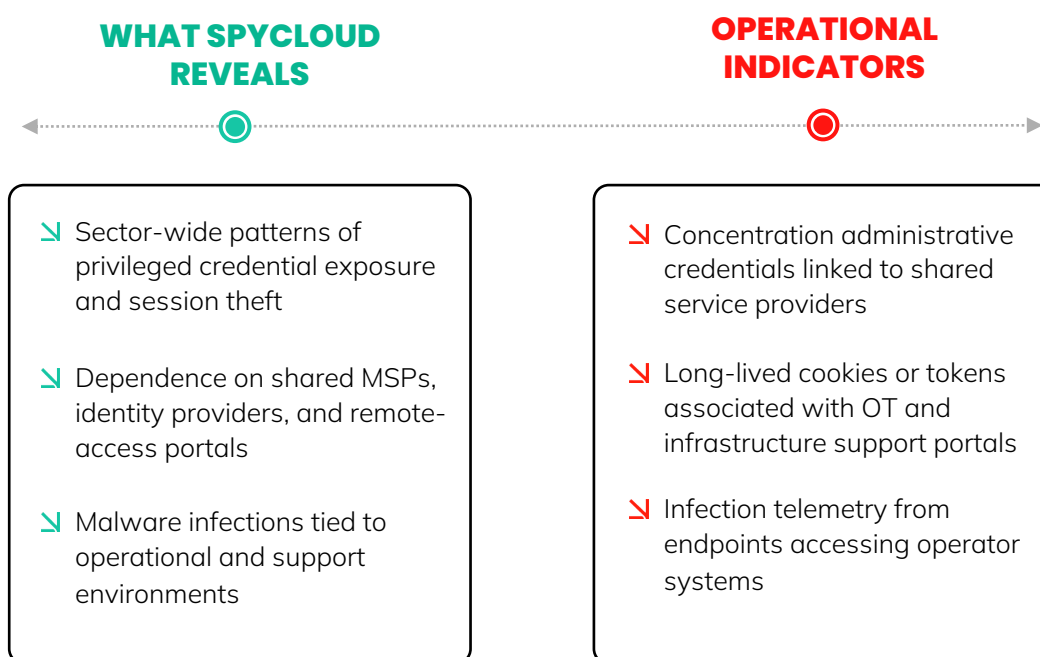 WHAT SPYCLOUD
REVEALS
Sector-wide patterns of
privileged credential exposure
and session theft
Dependence on shared MSPs,
identity providers, and remote-
access portals
Malware infections tied to
operational and support
environments
OPERATIONAL
INDICATORS
Concentration administrative
credentials linked to shared
service providers
Long-lived cookies or tokens
associated with OT and
infrastructure support portals
Infection telemetry from
endpoints accessing operator
systems